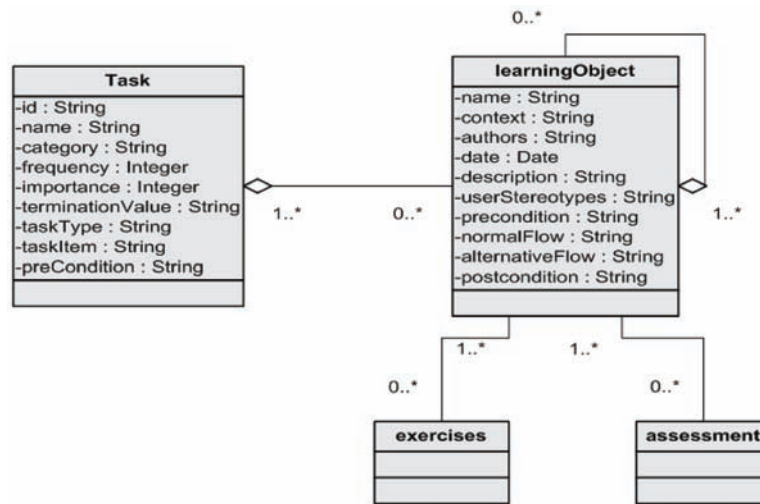 0..*
Task
-id : String
-name : String
-category : String
-frequency : Integer
-importance : Integer
-terminationValue : String
-taskType : String
-taskItem : String
-preCondition : String
1..*
0..*
learningObject
-name : String
-context : String
-authors : String
-date : Date
-description : String
-userStereotypes : String
-precondition : String
-normalFlow : String
-alternativeFlow : String
-postcondition : String
1..*
1..*
1..*
0..*
0..*
exercises
assessment